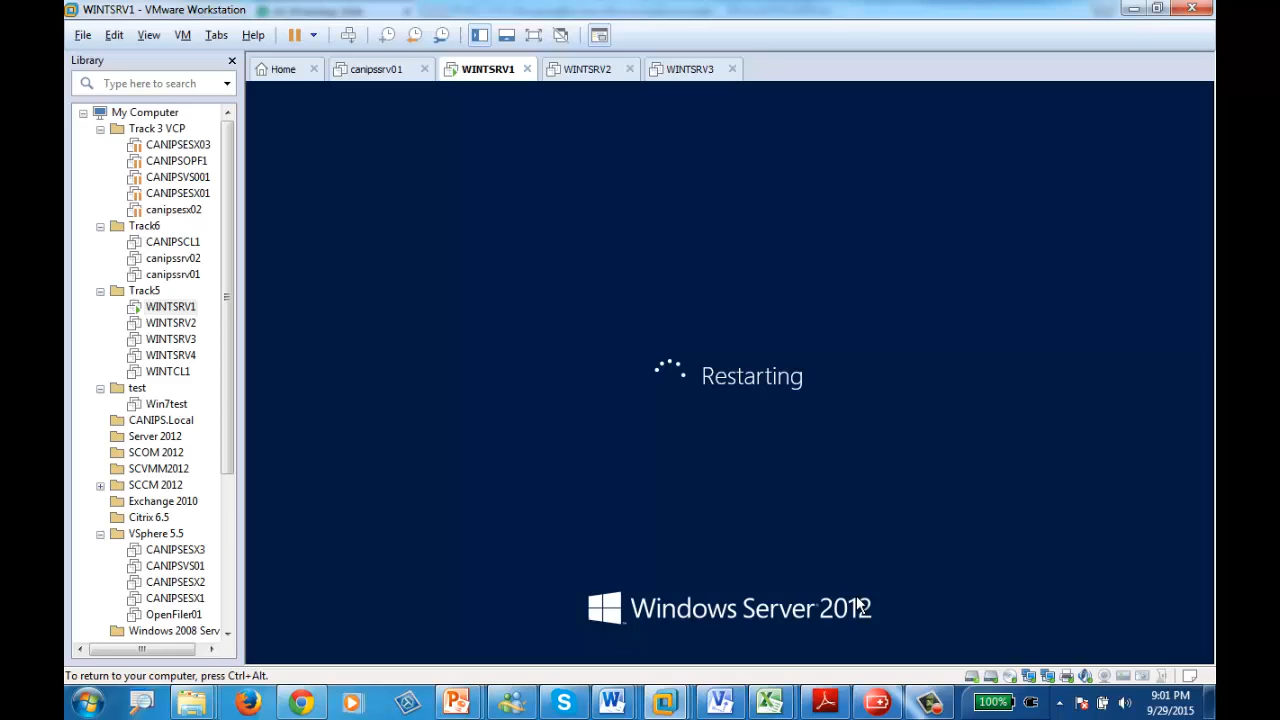 WINTSRV1 - VMware Workstation
File Edit View VM Tabs Help
Library
Type here to search
Home canipssrv01 WINTSRV1 WINTSRV2 WINTSRV3
My Computer
Track 3 VCP
CANIPSESX03
CANIPSOPF1
CANIPSVS001
CANIPSESX01
canipsesx02
Track6
CANIPSCL1
canipssrv02
canipssrv01
Track5
WINTSRV1
WINTSRV2
WINTSRV3
WINTSRV4
WINTCL1
test
Win7test
CANIPS.Local
Server 2012
SCOM 2012
SCVMM2012
SCCM 2012
Exchange 2010
Citrix 6.5
VSphere 5.5
CANIPSESX3
CANIPSVS01
CANIPSESX2
CANIPSESX1
OpenFiler01
Windows 2008 Serv
Restarting
Windows Server 2012
To return to your computer, press Ctrl+Alt.
100%
9:01 PM
9/29/2015